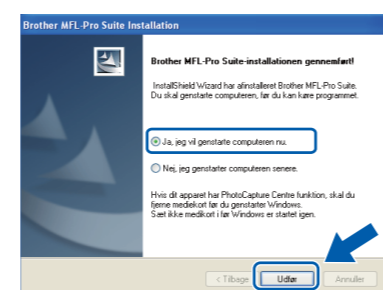 Brother MFL-Pro Suite Installation
Brother MFL-Pro Suite-installationen gennemført!
InstallShield Wizard har afinstalleret Brother MFL-Pro Suite.
Du skal genstarte computeren, før du kan køre programmet.
Ja, jeg vil genstarte computeren nu.
Nej, jeg genstarter computeren senere.
Hvis dit apparet har PhotoCapture Centre funktion, skal du
fjerne mediekort før du genstarter Windows.
Sæt ikke medikort i før Windows er startet igen.
< Tilbage Udfør Annuller